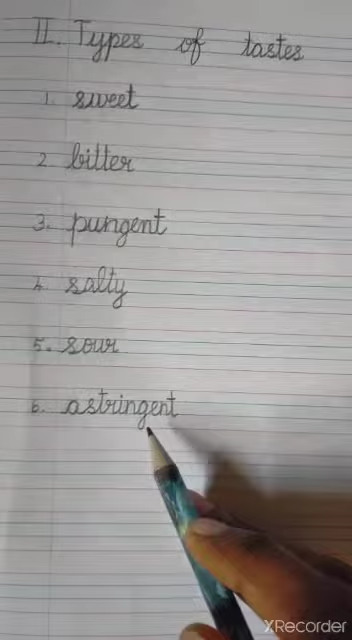 II. Types of tastes
1. sweet
2. bitter
3. pungent
4. salty
5. sour
6. astringent
XRecorder